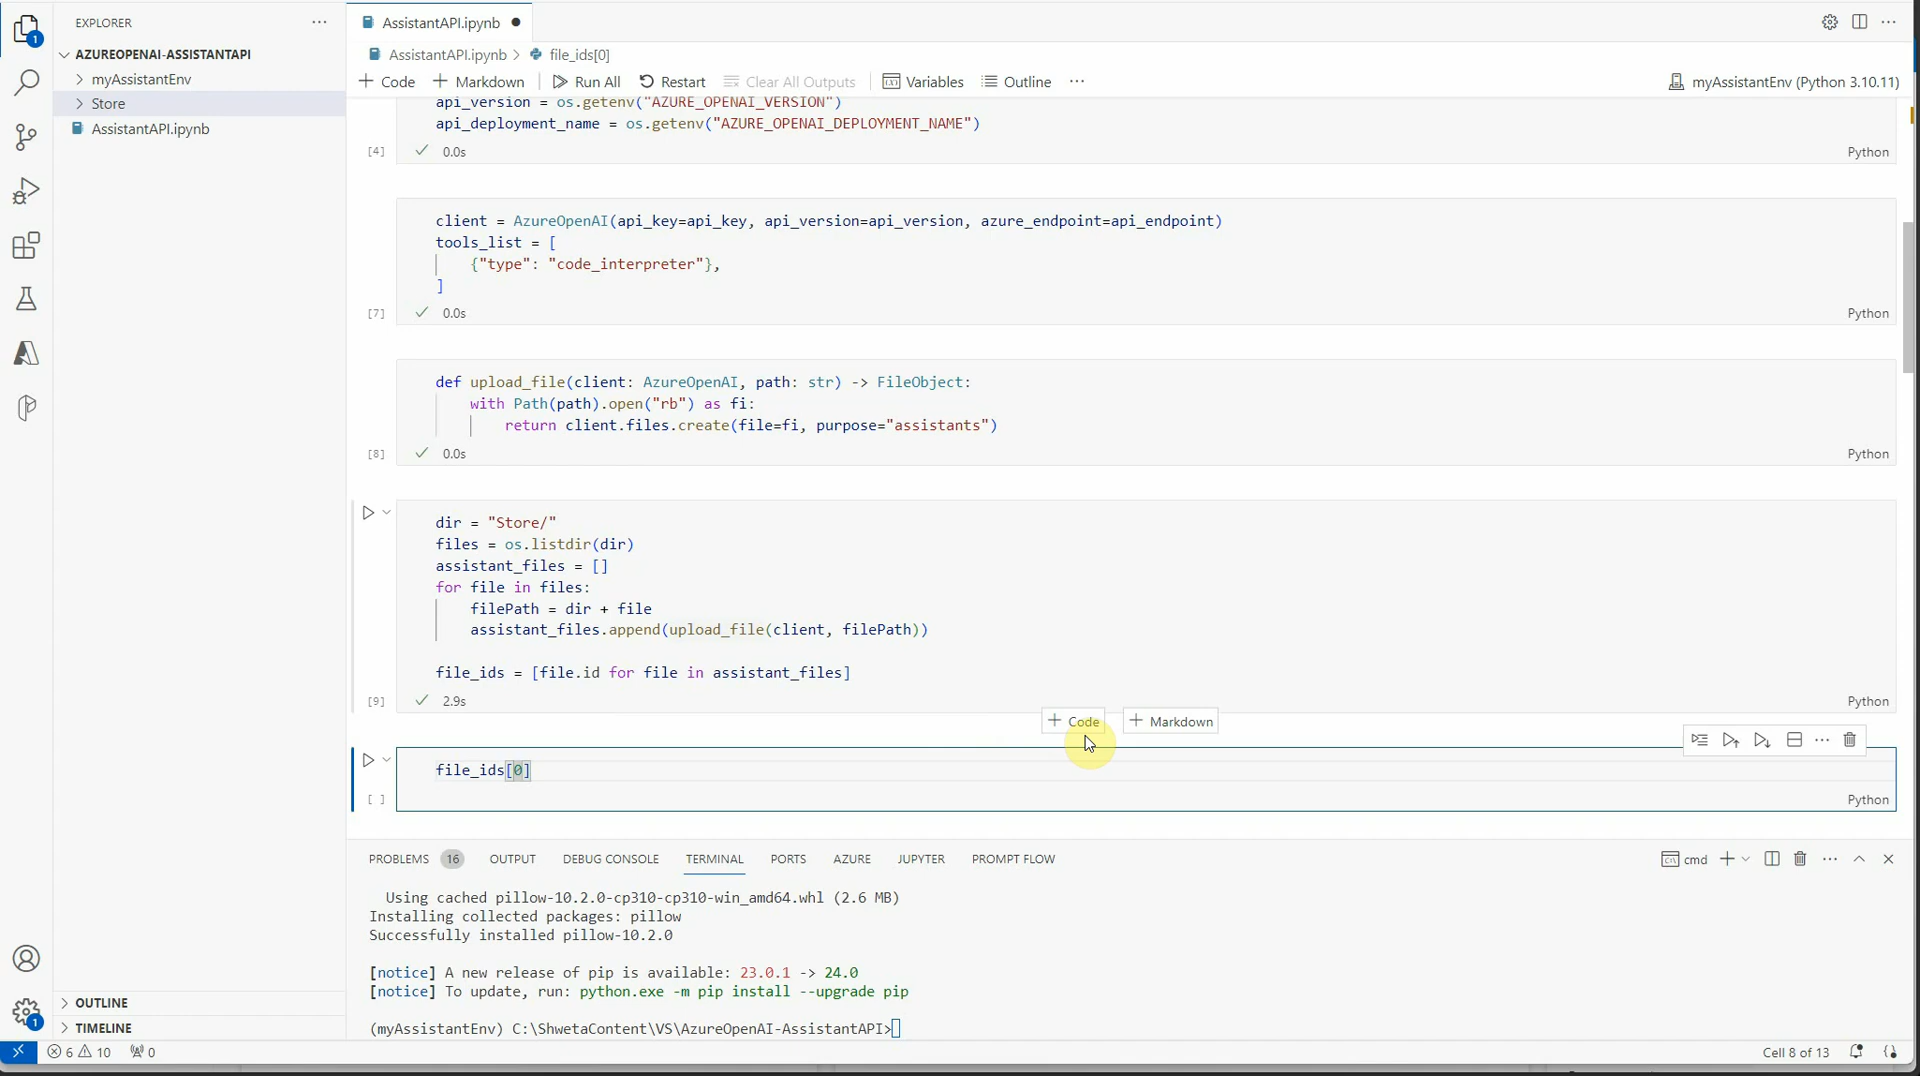 EXPLORER
AssistantAPI.ipynb
AZUREOPENAI-ASSISTANTAPI
myAssistantEnv
Store
AssistantAPI.ipynb
AssistantAPI.ipynb > file_ids[0]
Code Markdown Run All Restart Clear All Outputs Variables Outline
myAssistantEnv (Python 3.10.11)
api_version = os.getenv("AZURE_OPENAI_VERSION")
api_deployment_name = os.getenv("AZURE_OPENAI_DEPLOYMENT_NAME")
[4] 0.0s Python
client = AzureOpenAI(api_key=api_key, api_version=api_version, azure_endpoint=api_endpoint)
tools_list = [
{"type": "code_interpreter"},
]
[7] 0.0s Python
def upload_file(client: AzureOpenAI, path: str) -> FileObject:
with Path(path).open("rb") as fi:
return client.files.create(file=fi, purpose="assistants")
[8] 0.0s Python
dir = "Store/"
files = os.listdir(dir)
assistant_files = []
for file in files:
filePath = dir + file
assistant_files.append(upload_file(client, filePath))
file_ids = [file.id for file in assistant_files]
[9] 2.9s Python
+ Code + Markdown
file_ids[0]
[ ] Python
PROBLEMS 16 OUTPUT DEBUG CONSOLE TERMINAL PORTS AZURE JUPYTER PROMPT FLOW
cmd
Using cached pillow-10.2.0-cp310-cp310-win_amd64.whl (2.6 MB)
Installing collected packages: pillow
Successfully installed pillow-10.2.0
[notice] A new release of pip is available: 23.0.1 -> 24.0
[notice] To update, run: python.exe -m pip install --upgrade pip
(myAssistantEnv) C:\ShwetaContent\VS\AzureOpenAI-AssistantAPI>
OUTLINE
TIMELINE
1
1
6 10 0
Cell 8 of 13